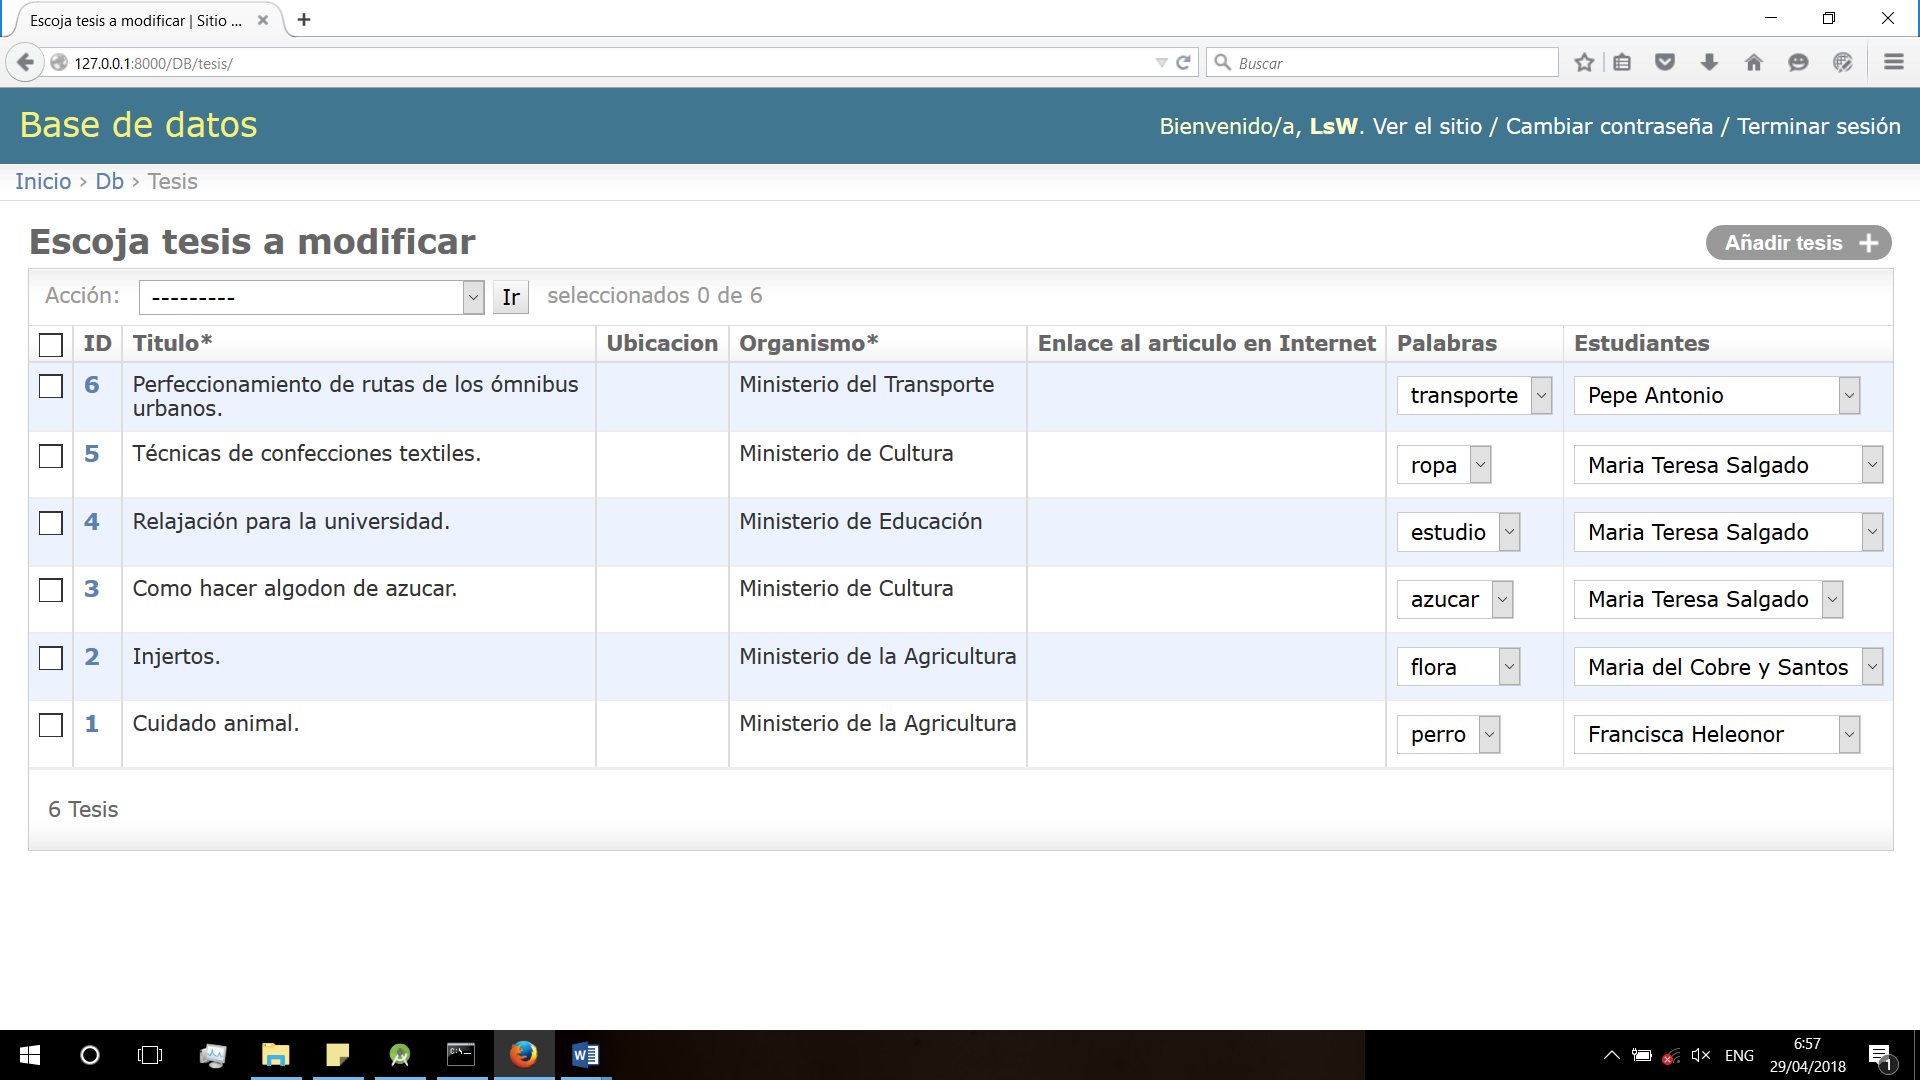 Escoja tesis a modificar | Sitio ...
127.0.0.1:8000/DB/tesis/
Buscar
Base de datos
Bienvenido/a, LsW. Ver el sitio / Cambiar contraseña / Terminar sesión
Inicio › Db › Tesis
Escoja tesis a modificar
Añadir tesis +
Acción: --------- Ir seleccionados 0 de 6
ID Titulo* Ubicacion Organismo* Enlace al articulo en Internet Palabras Estudiantes
6 Perfeccionamiento de rutas de los ómnibus urbanos. Ministerio del Transporte transporte Pepe Antonio
5 Técnicas de confecciones textiles. Ministerio de Cultura ropa Maria Teresa Salgado
4 Relajación para la universidad. Ministerio de Educación estudio Maria Teresa Salgado
3 Como hacer algodon de azucar. Ministerio de Cultura azucar Maria Teresa Salgado
2 Injertos. Ministerio de la Agricultura flora Maria del Cobre y Santos
1 Cuidado animal. Ministerio de la Agricultura perro Francisca Heleonor
6 Tesis
ENG
6:57
29/04/2018
1